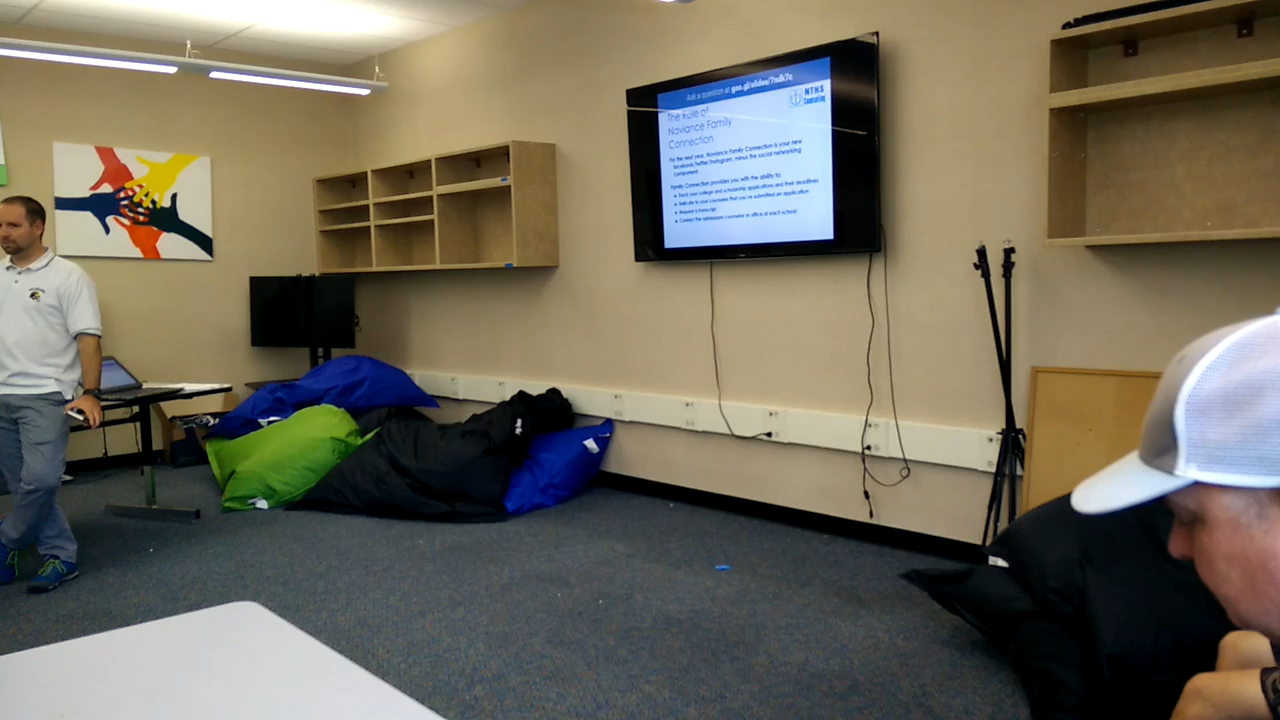 Ask a question at goo.gl/slides/7ndk7c
NTHS
Counseling
The Role of
Naviance Family
Connection
For the next year, Naviance Family Connection is your new
facebook/twitter/instagram, minus the social networking
component.
Family Connection provides you with the ability to:
Track your college and scholarship applications and their deadlines
Indicate to your counselor that you've submitted an application
Request a transcript
Contact the admissions counselor in office at each school